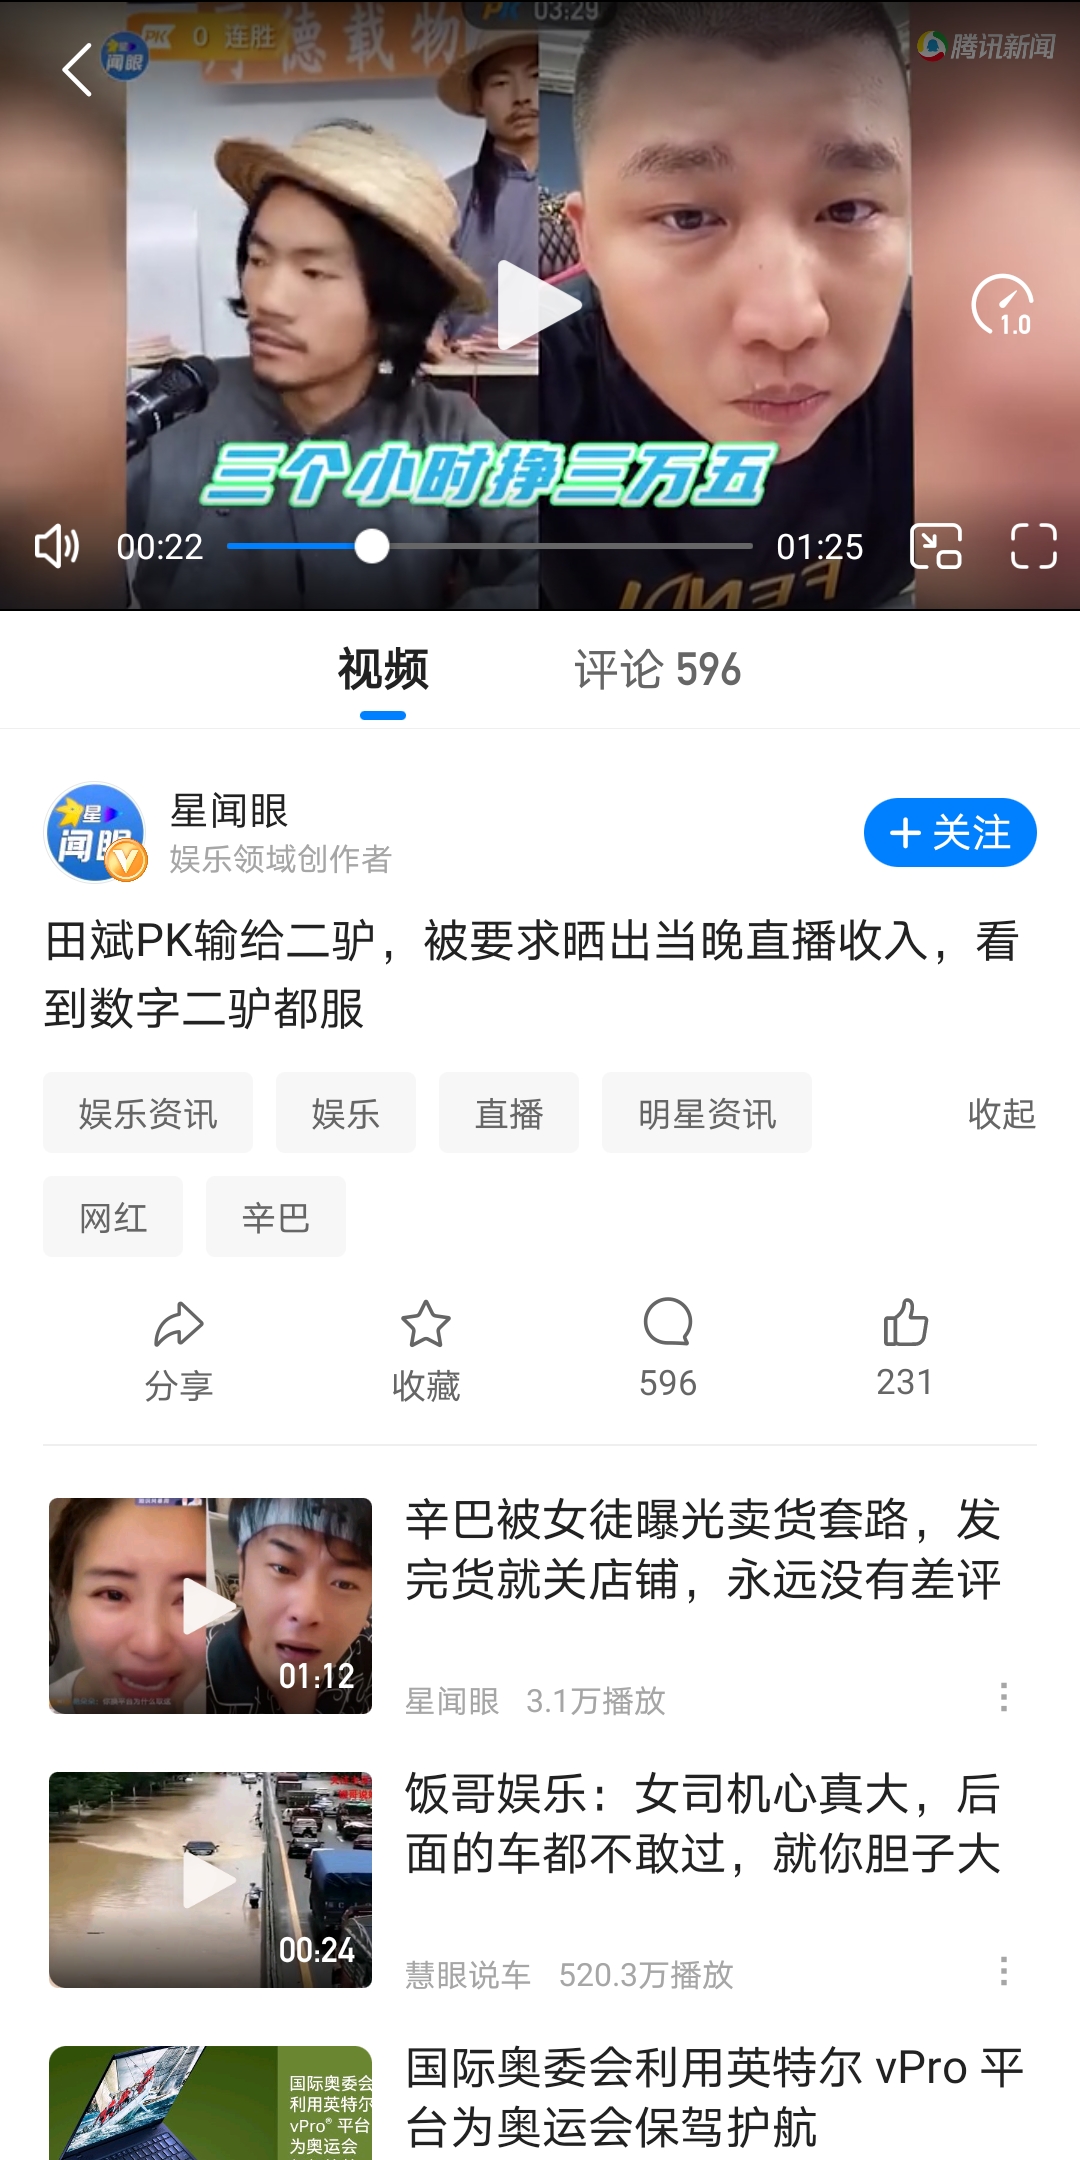 PK 03:29
PK 0 连胜
星
闻眼
厚德载物
腾讯新闻
1.0
三个小时挣三万五
00:22
01:25
FENDI
视频
评论 596
星
闻眼
星闻眼
娱乐领域创作者
+ 关注
田斌PK输给二驴，被要求晒出当晚直播收入，看
到数字二驴都服
娱乐资讯
娱乐
直播
明星资讯
收起
网红
辛巴
分享
收藏
596
231
辛巴被女徒曝光卖货套路，发
完货就关店铺，永远没有差评
01:12
星闻眼 3.1万播放
饭哥娱乐：女司机心真大，后
面的车都不敢过，就你胆子大
00:24
慧眼说车 520.3万播放
国际奥委会利用英特尔 vPro 平
台为奥运会保驾护航
国际奥委会
利用英特尔
vPro® 平台
为奥运会